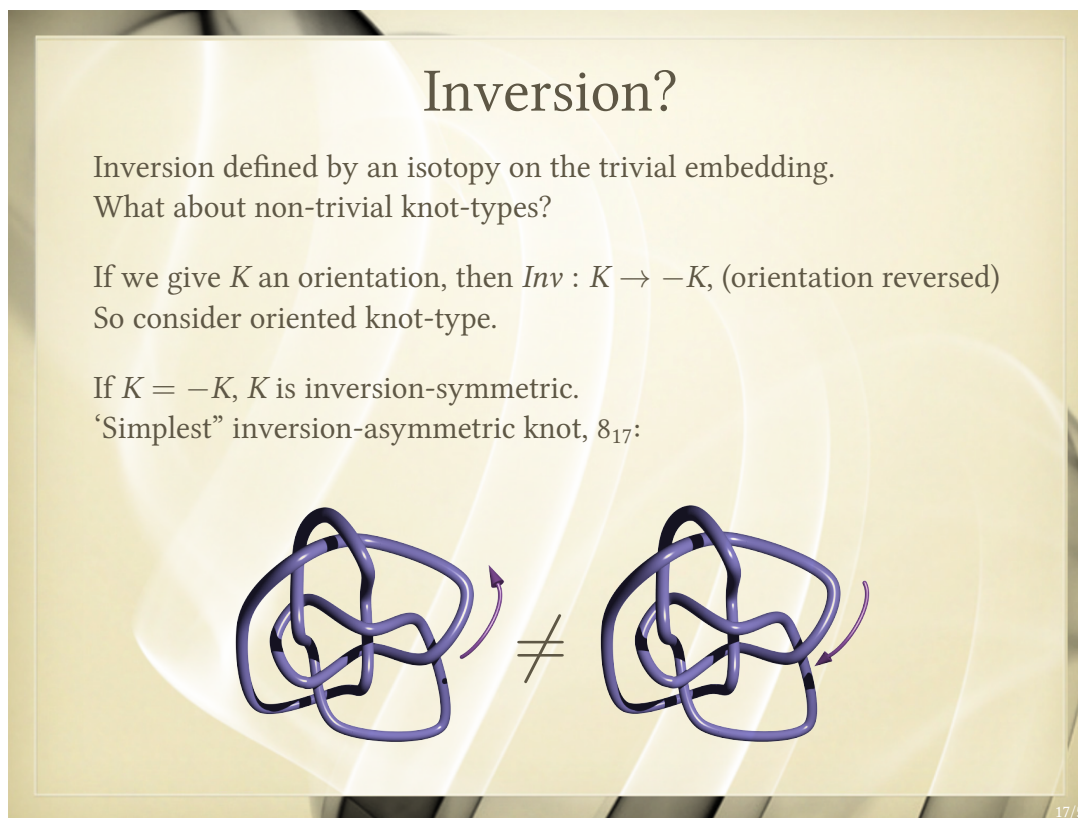 Inversion?
Inversion defined by an isotopy on the trivial embedding.
What about non-trivial knot-types?
If we give K an orientation, then Inv : K → −K, (orientation reversed)
So consider oriented knot-type.
If K = −K, K is inversion-symmetric.
‘Simplest” inversion-asymmetric knot, 8₁₇:
≠
17/